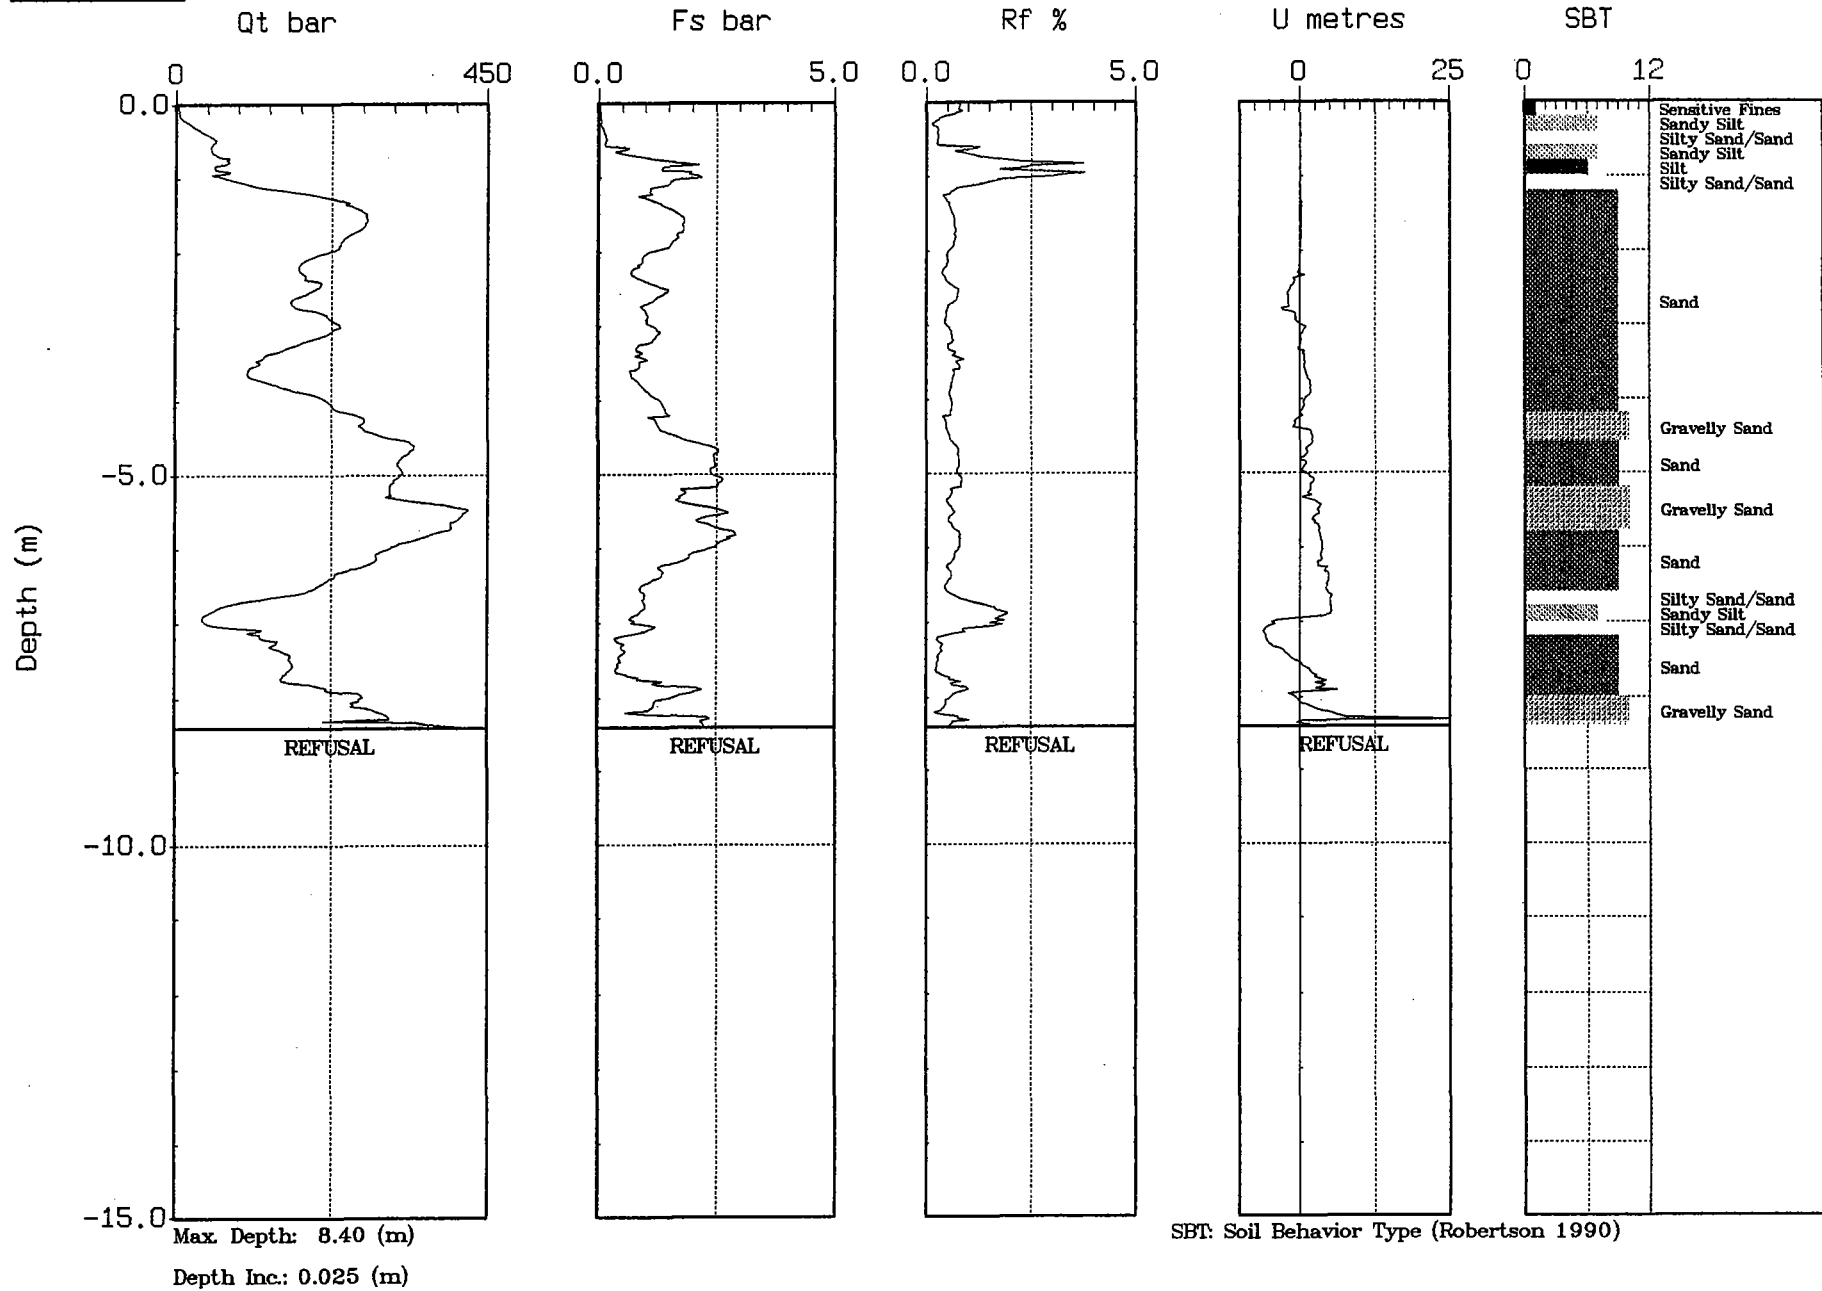 Qt bar Fs bar Rf % U metres SBT
0 450 0.0 5.0 0.0 5.0 0 25 0 12
0.0
Sensitive Fines
Sandy Silt
Silty Sand/Sand
Sandy Silt
Silt
Silty Sand/Sand
Sand
Gravelly Sand
Sand
-5.0
Gravelly Sand
Depth (m)
Sand
Silty Sand/Sand
Sandy Silt
Silty Sand/Sand
Sand
Gravelly Sand
REFUSAL REFUSAL REFUSAL REFUSAL
-10.0
-15.0
Max. Depth: 8.40 (m)
SBT: Soil Behavior Type (Robertson 1990)
Depth Inc.: 0.025 (m)